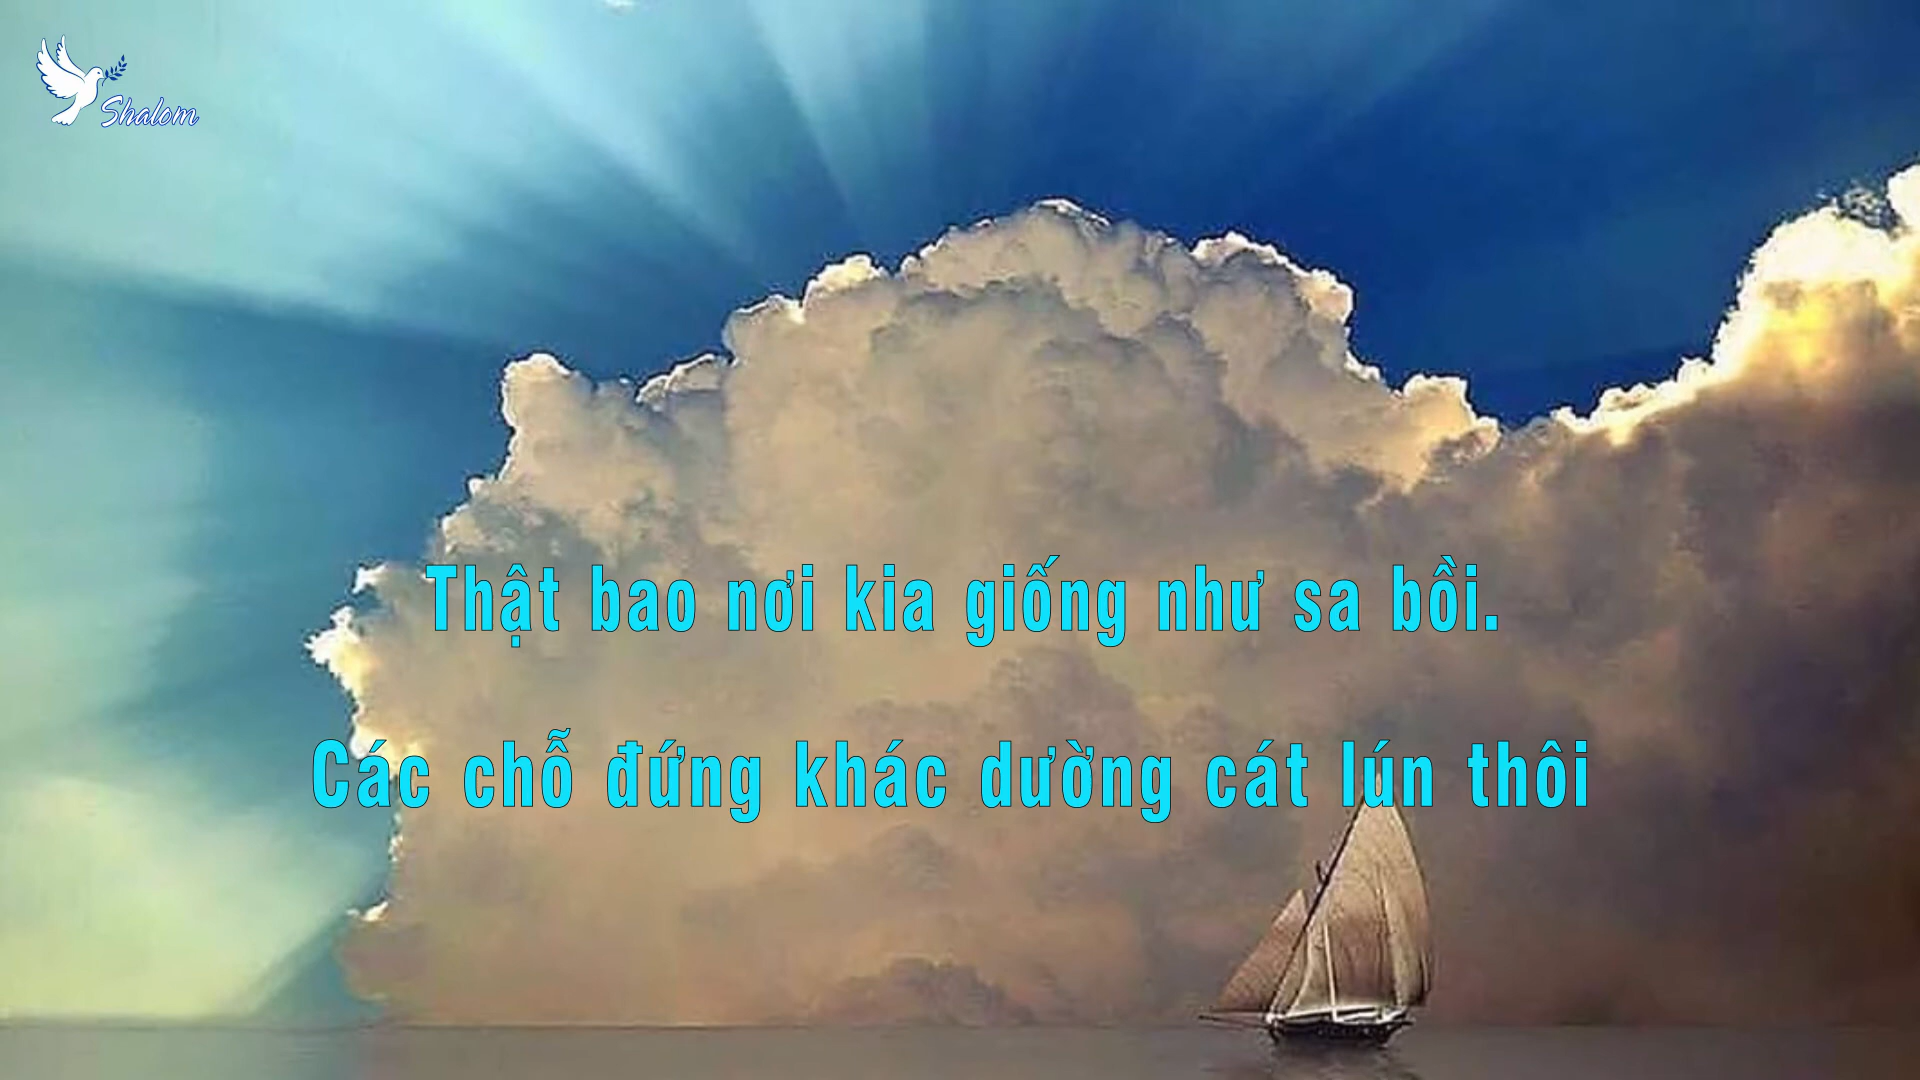 Shalom
Thật bao nơi kia giống như sa bồi.
Các chỗ đứng khác dường cát lún thôi